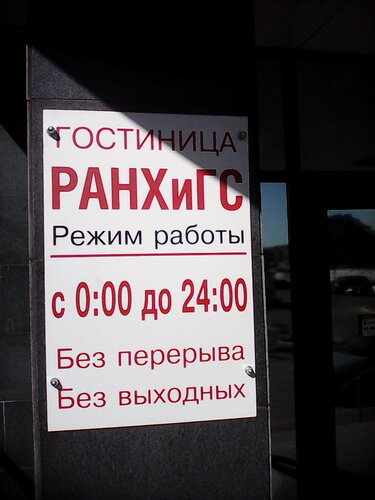 ГОСТИНИЦА
РАНХиГС
Режим работы
с 0:00 до 24:00
Без перерыва
Без выходных